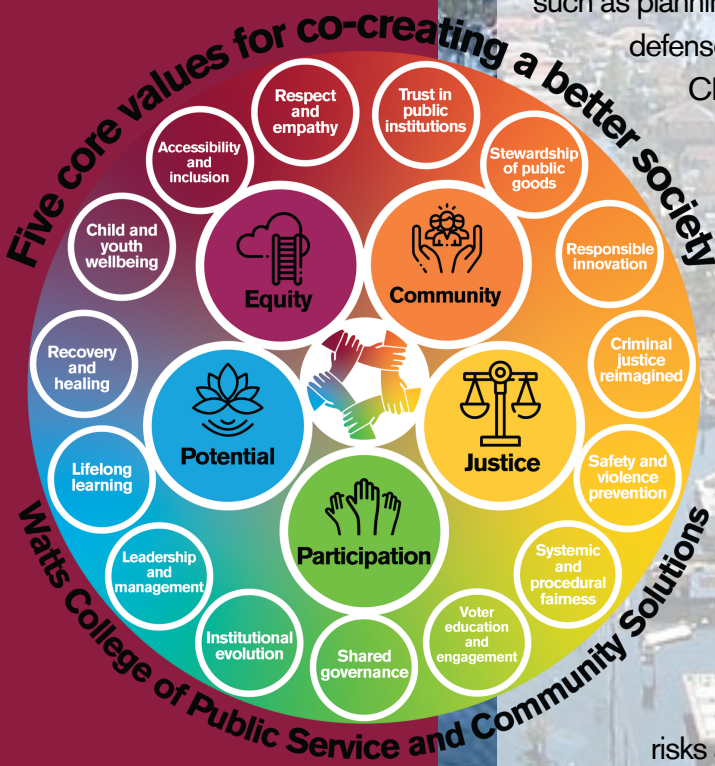 such as planning
defense
Five core values for co-creating a better society
Respect
and
empathy
Trust in
public
institutions
Accessibility
and
inclusion
Stewardship
of public
goods
Child and
youth
wellbeing
Responsible
innovation
Equity
Community
Recovery
and
healing
Criminal
justice
reimagined
Potential
Justice
Lifelong
learning
Safety and
violence
prevention
Participation
Leadership
and
management
Systemic
and
procedural
fairness
Institutional
evolution
Shared
governance
Voter
education
and
engagement
Watts College of Public Service and Community Solutions
risks